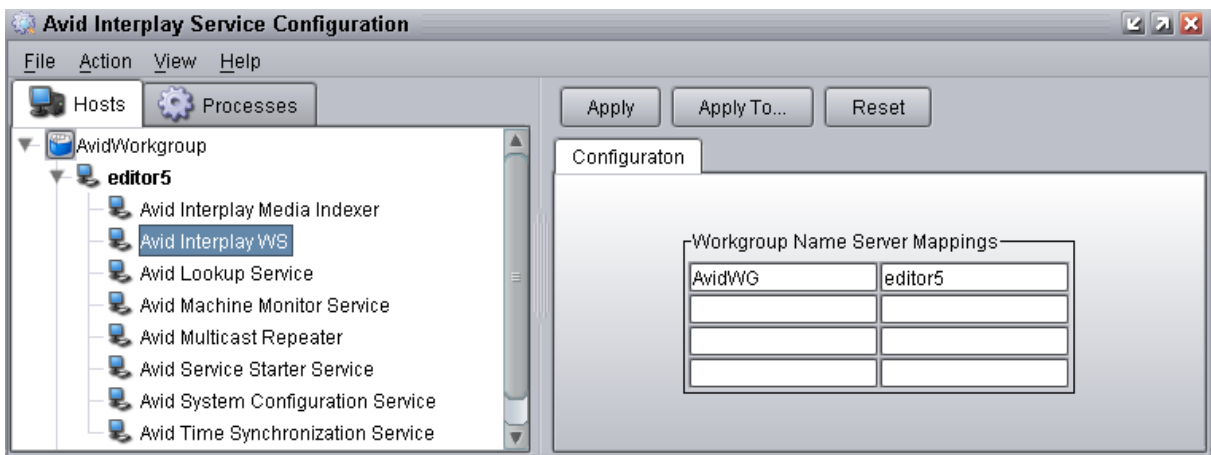 Avid Interplay Service Configuration
File Action View Help
Hosts Processes
AvidWorkgroup
editor5
Avid Interplay Media Indexer
Avid Interplay WS
Avid Lookup Service
Avid Machine Monitor Service
Avid Multicast Repeater
Avid Service Starter Service
Avid System Configuration Service
Avid Time Synchronization Service
Apply Apply To... Reset
Configuraton
Workgroup Name Server Mappings
AvidWG editor5